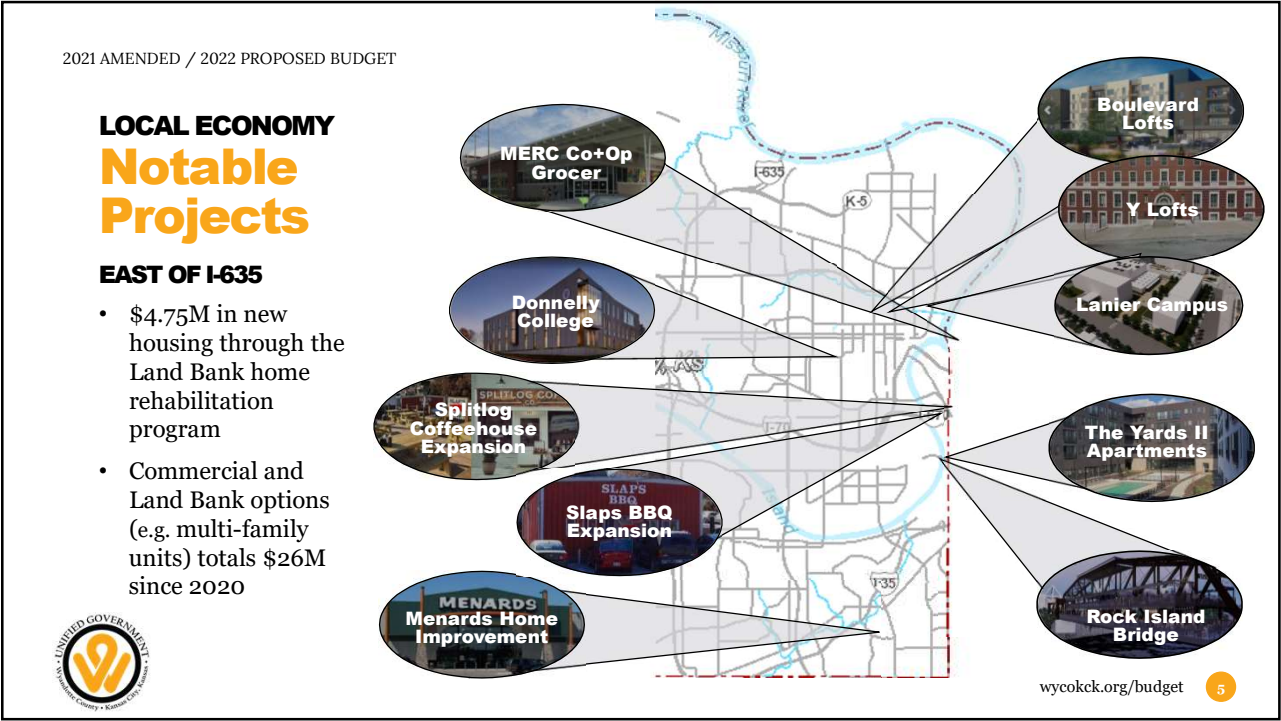 2021 AMENDED / 2022 PROPOSED BUDGET
LOCAL ECONOMY
Notable
Projects
EAST OF I-635
• $4.75M in new
housing through the
Land Bank home
rehabilitation
program
• Commercial and
Land Bank options
(e.g. multi-family
units) totals $26M
since 2020
UNIFIED GOVERNMENT
Wyandotte County • Kansas City, Kansas
MERC Co+Op
Grocer
Donnelly
College
SPLITLOG
Splitlog
Coffeehouse
Expansion
SLAPS
BBQ
Slaps BBQ
Expansion
MENARDS
Menards Home
Improvement
I-635
K-5
I-70
Island
I-35
Boulevard
Lofts
Y Lofts
Lanier Campus
The Yards II
Apartments
Rock Island
Bridge
wycokck.org/budget
5